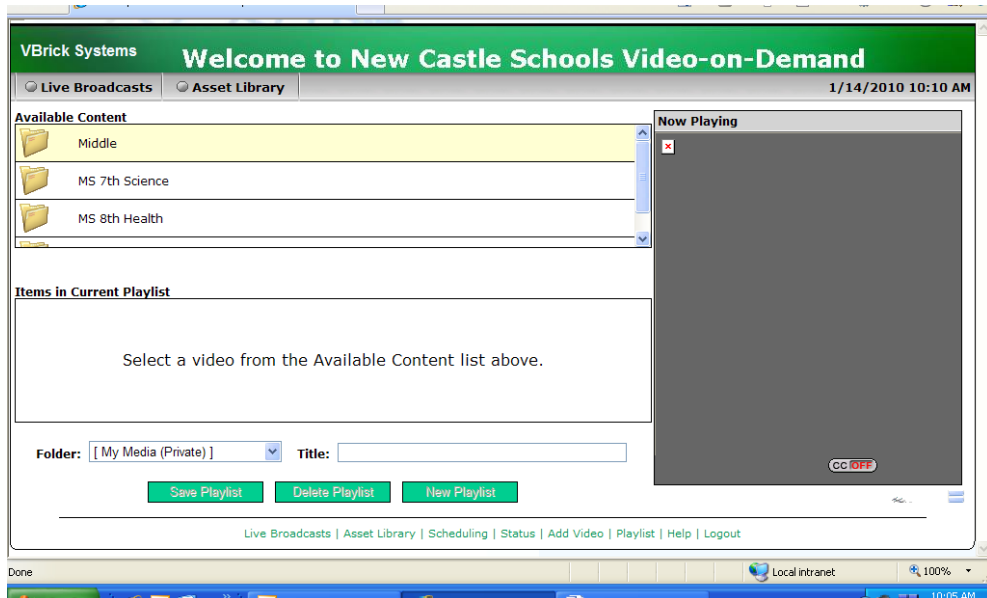 VBrick Systems
Welcome to New Castle Schools Video-on-Demand
Live Broadcasts Asset Library 1/14/2010 10:10 AM
Available Content
Now Playing
Middle
MS 7th Science
MS 8th Health
Items in Current Playlist
Select a video from the Available Content list above.
Folder: [ My Media (Private) ] Title:
CC OFF
Save Playlist Delete Playlist New Playlist
Live Broadcasts | Asset Library | Scheduling | Status | Add Video | Playlist | Help | Logout
Done Local intranet 100%
10:05 AM